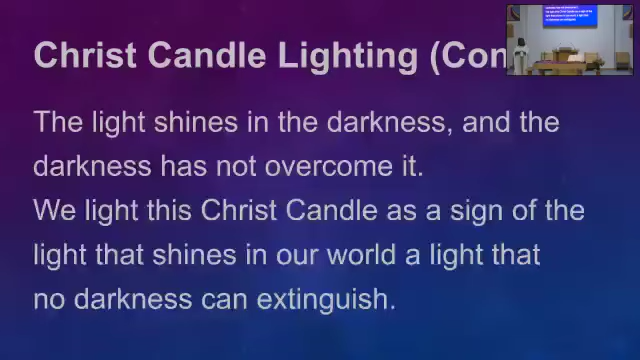 Christ Candle Lighting (Con
The light shines in the darkness, and the
darkness has not overcome it.
We light this Christ Candle as a sign of the
light that shines in our world a light that
no darkness can extinguish.